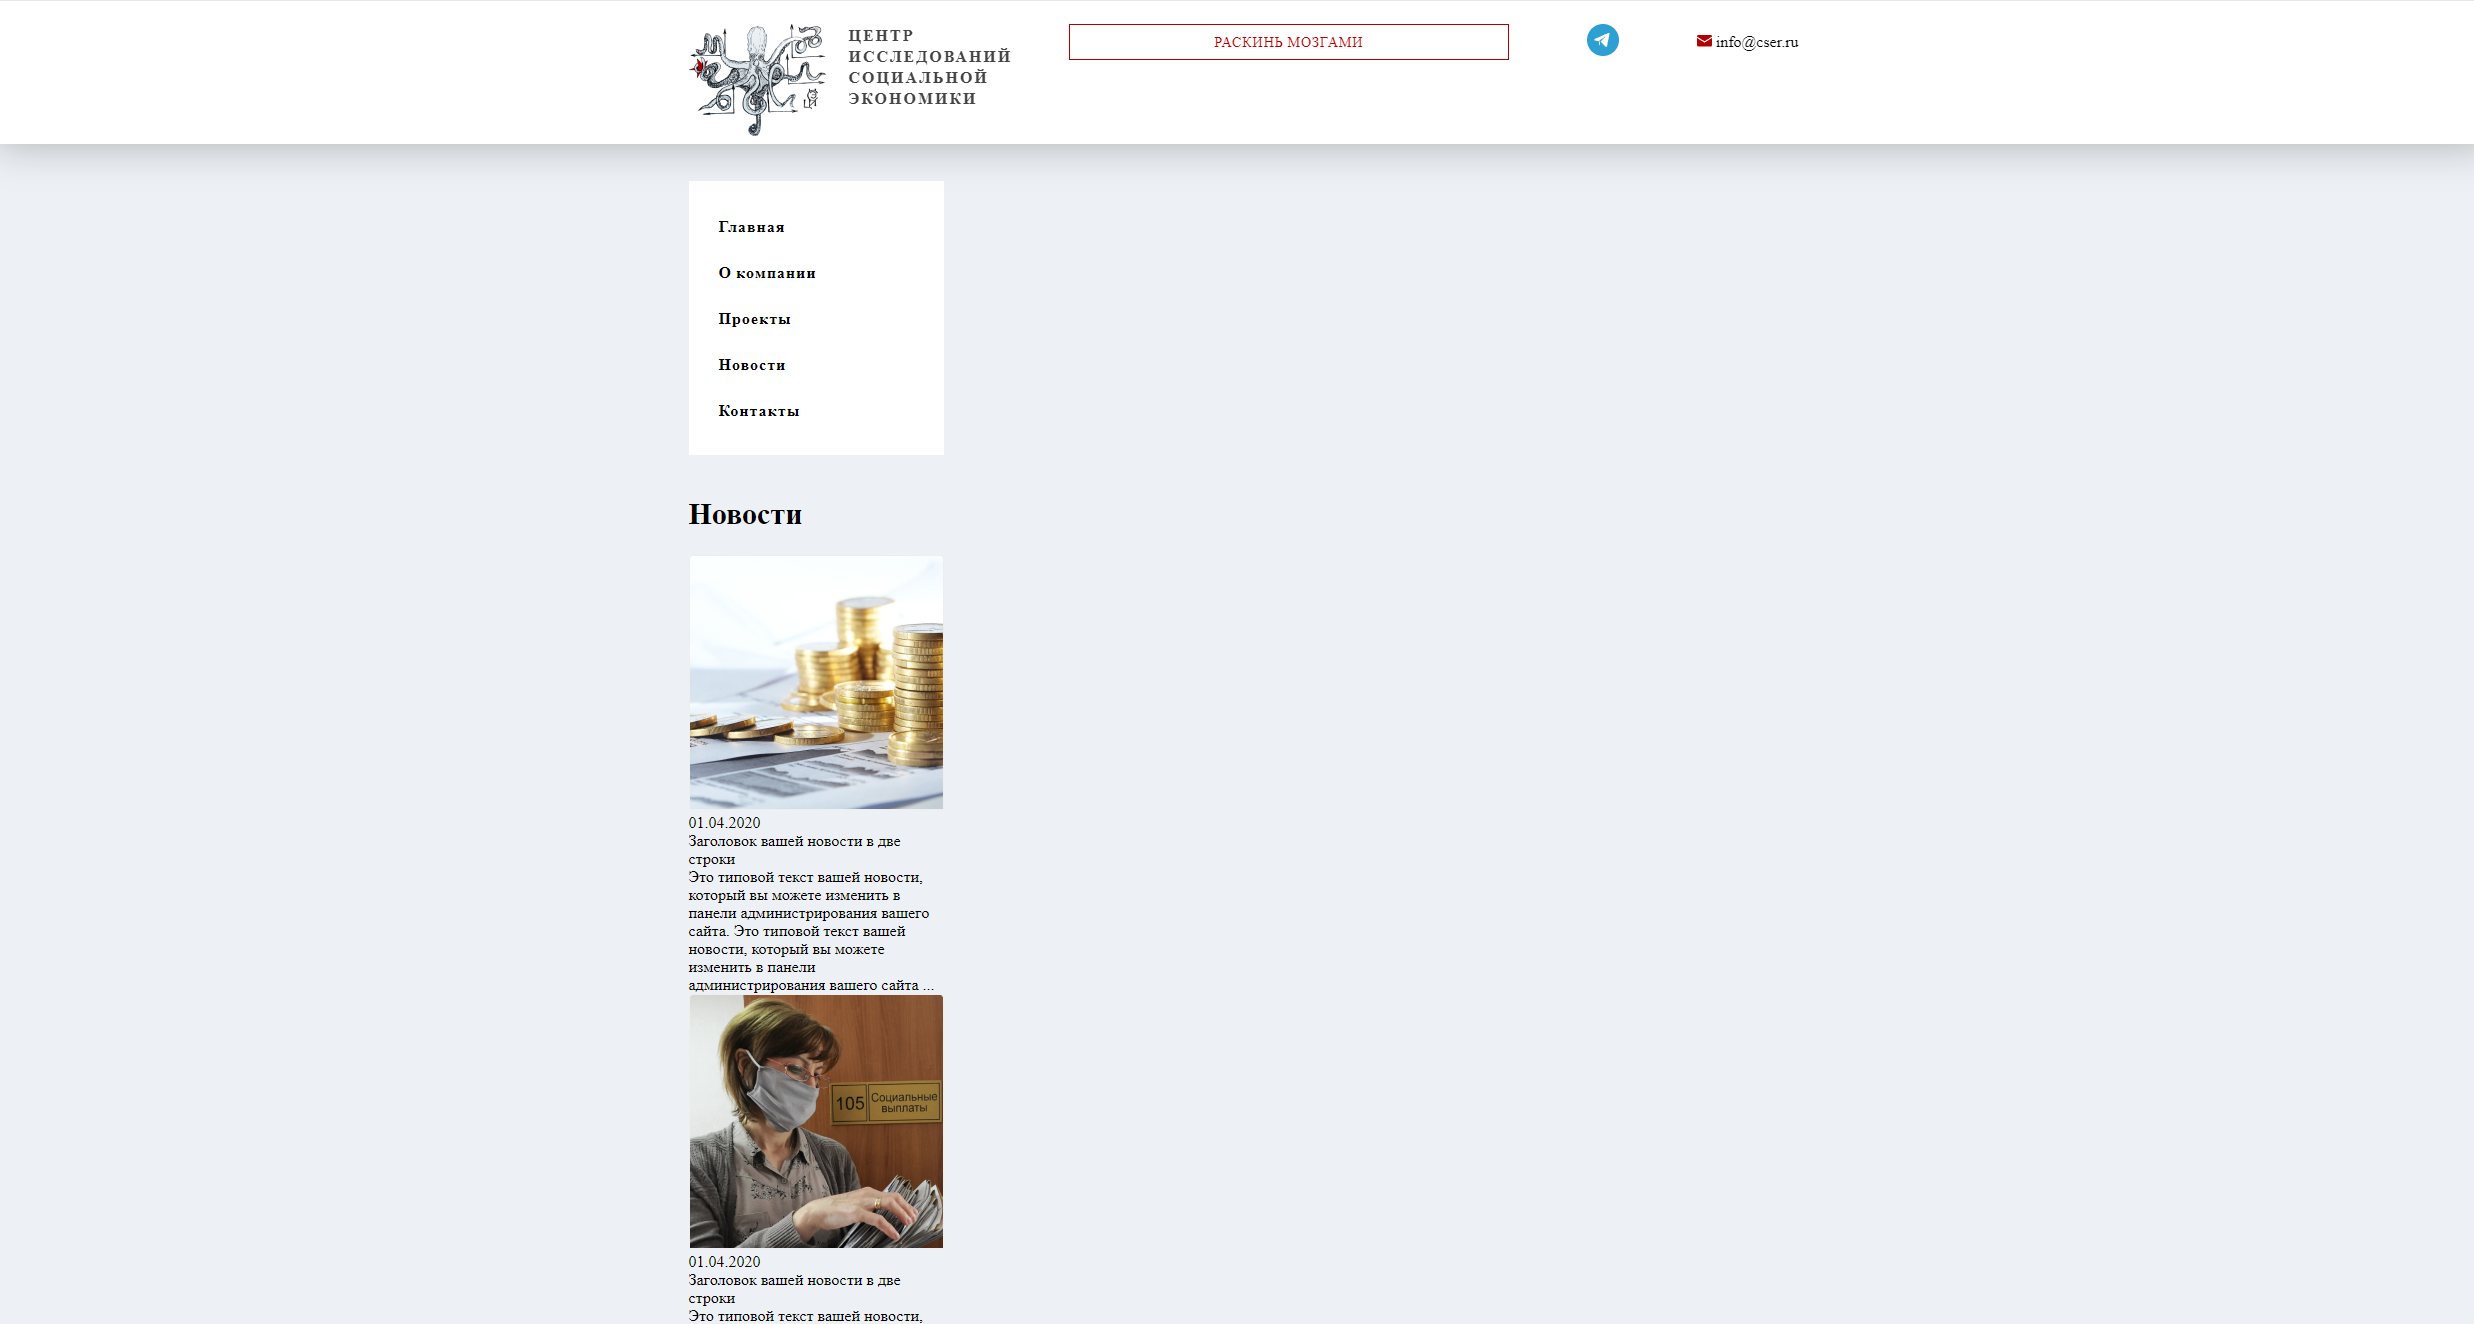 ЦЕНТР
ИССЛЕДОВАНИЙ
СОЦИАЛЬНОЙ
ЭКОНОМИКИ
РАСКИНЬ МОЗГАМИ
info@cser.ru
Главная
О компании
Проекты
Новости
Контакты
Новости
01.04.2020
Заголовок вашей новости в две
строки
Это типовой текст вашей новости,
который вы можете изменить в
панели администрирования вашего
сайта. Это типовой текст вашей
новости, который вы можете
изменить в панели
администрирования вашего сайта ...
105 Социальные
выплаты
01.04.2020
Заголовок вашей новости в две
строки
Это типовой текст вашей новости,